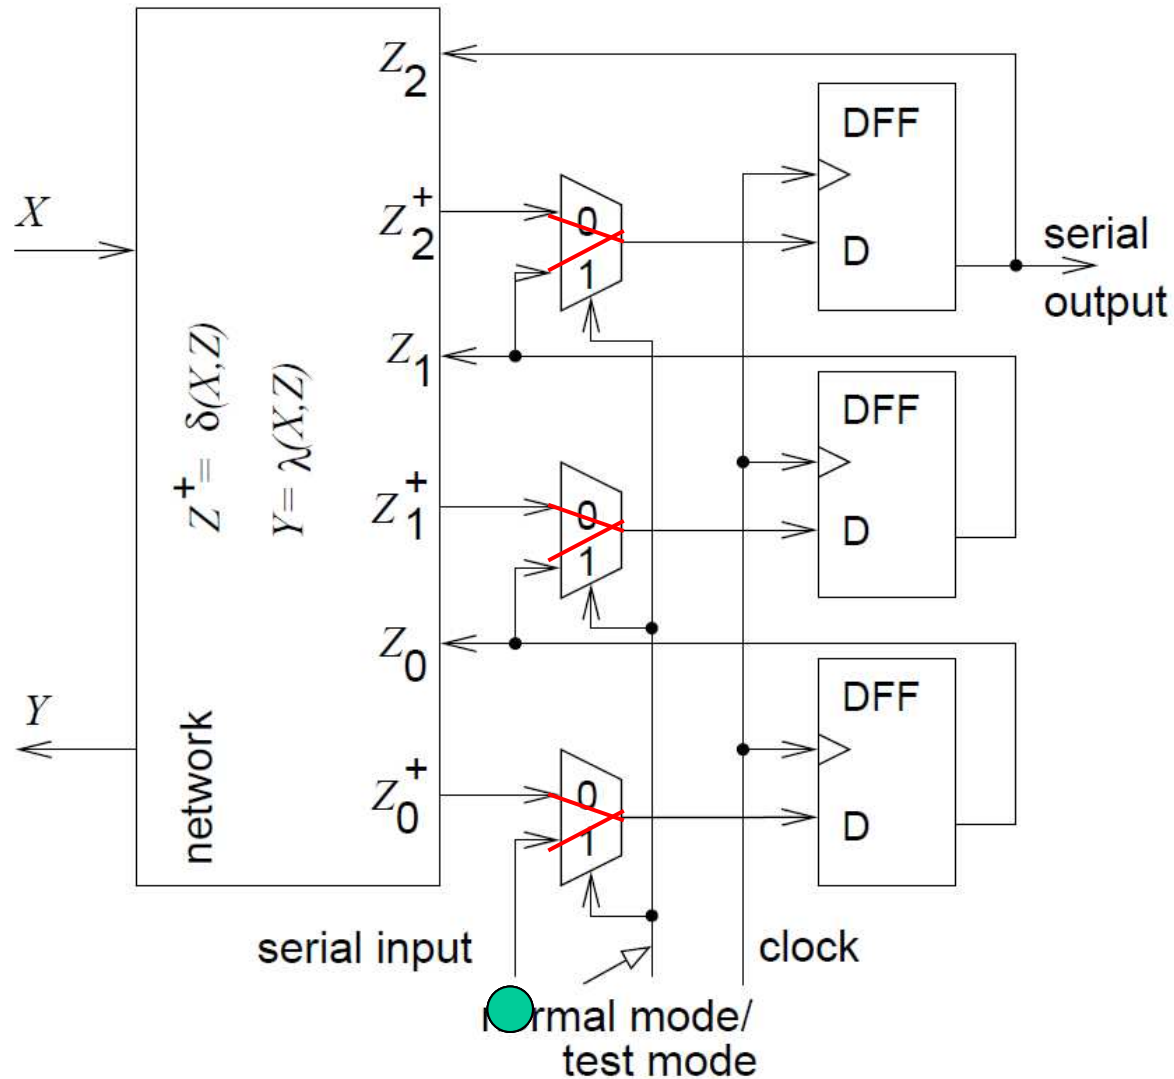 Z2
DFF
X
Z2+
0
1
D
serial
output
Z1
Z+= δ(X,Z)
Y= λ(X,Z)
DFF
Z1+
0
1
D
Z0
DFF
Y
network
Z0+
0
1
D
serial input
clock
mode/
test mode